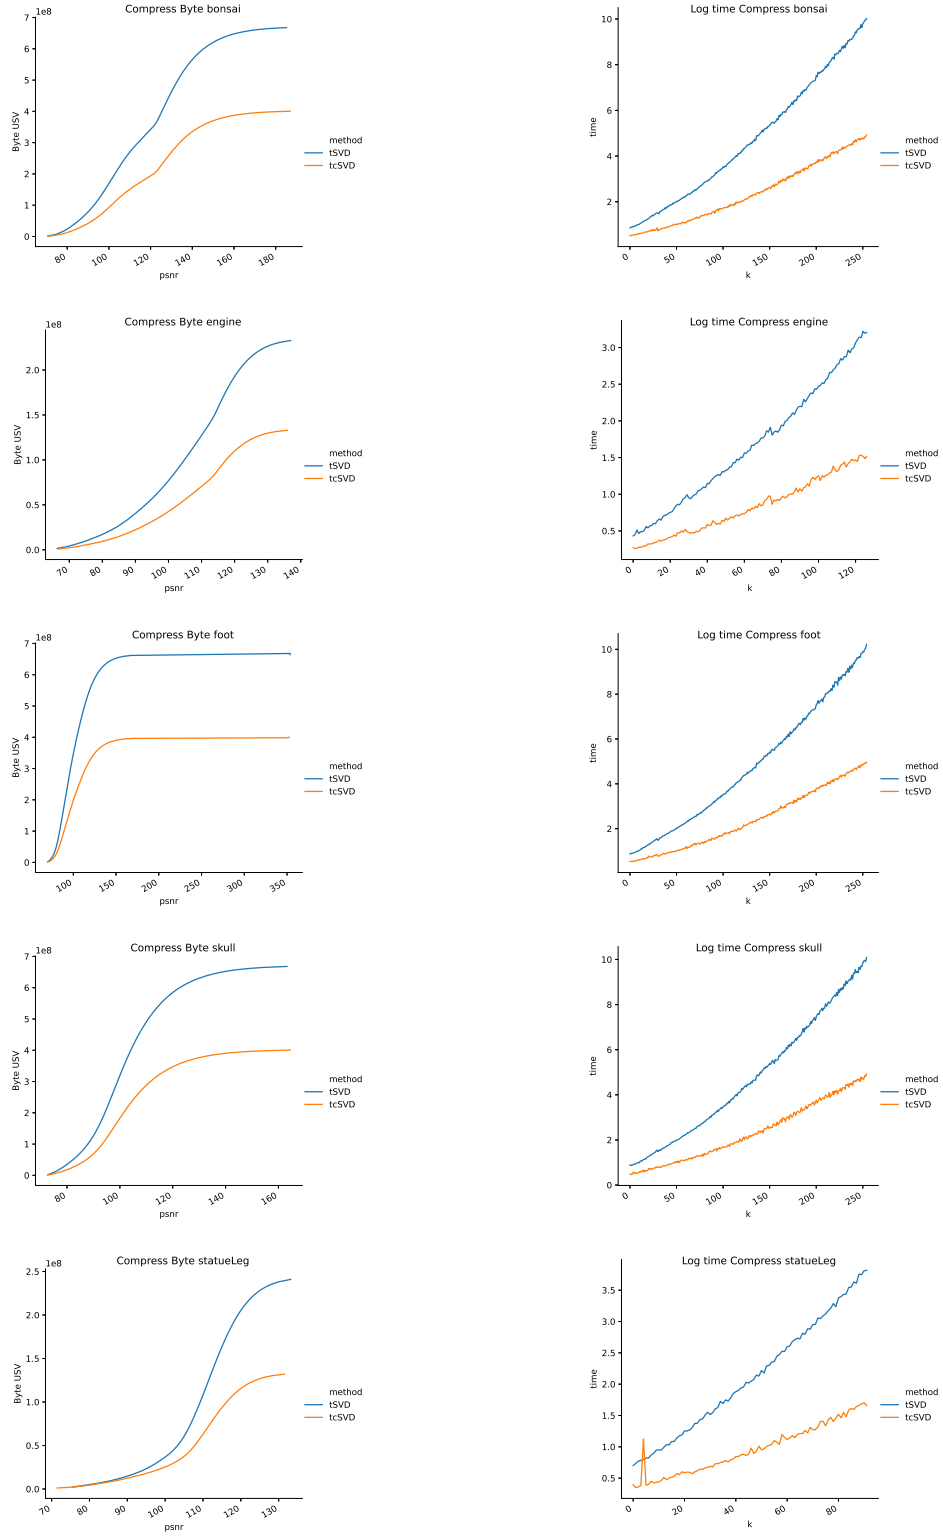 Compress Byte bonsai
1e8
7
6
5
4
3
2
1
0
Byte USV
80
100
120
140
160
180
psnr
method
tSVD
tcSVD
Log time Compress bonsai
10
8
6
4
2
time
0
50
100
150
200
250
k
method
tSVD
tcSVD
Compress Byte engine
1e8
2.0
1.5
1.0
0.5
0.0
Byte USV
70
80
90
100
110
120
130
140
psnr
method
tSVD
tcSVD
Log time Compress engine
3.0
2.5
2.0
1.5
1.0
0.5
time
0
20
40
60
80
100
120
k
method
tSVD
tcSVD
Compress Byte foot
1e8
7
6
5
4
3
2
1
0
Byte USV
100
150
200
250
300
350
psnr
method
tSVD
tcSVD
Log time Compress foot
10
8
6
4
2
time
0
50
100
150
200
250
k
method
tSVD
tcSVD
Compress Byte skull
1e8
7
6
5
4
3
2
1
0
Byte USV
80
100
120
140
160
psnr
method
tSVD
tcSVD
Log time Compress skull
10
8
6
4
2
0
time
0
50
100
150
200
250
k
method
tSVD
tcSVD
Compress Byte statueLeg
1e8
2.5
2.0
1.5
1.0
0.5
0.0
Byte USV
70
80
90
100
110
120
130
psnr
method
tSVD
tcSVD
Log time Compress statueLeg
3.5
3.0
2.5
2.0
1.5
1.0
0.5
time
0
20
40
60
80
k
method
tSVD
tcSVD